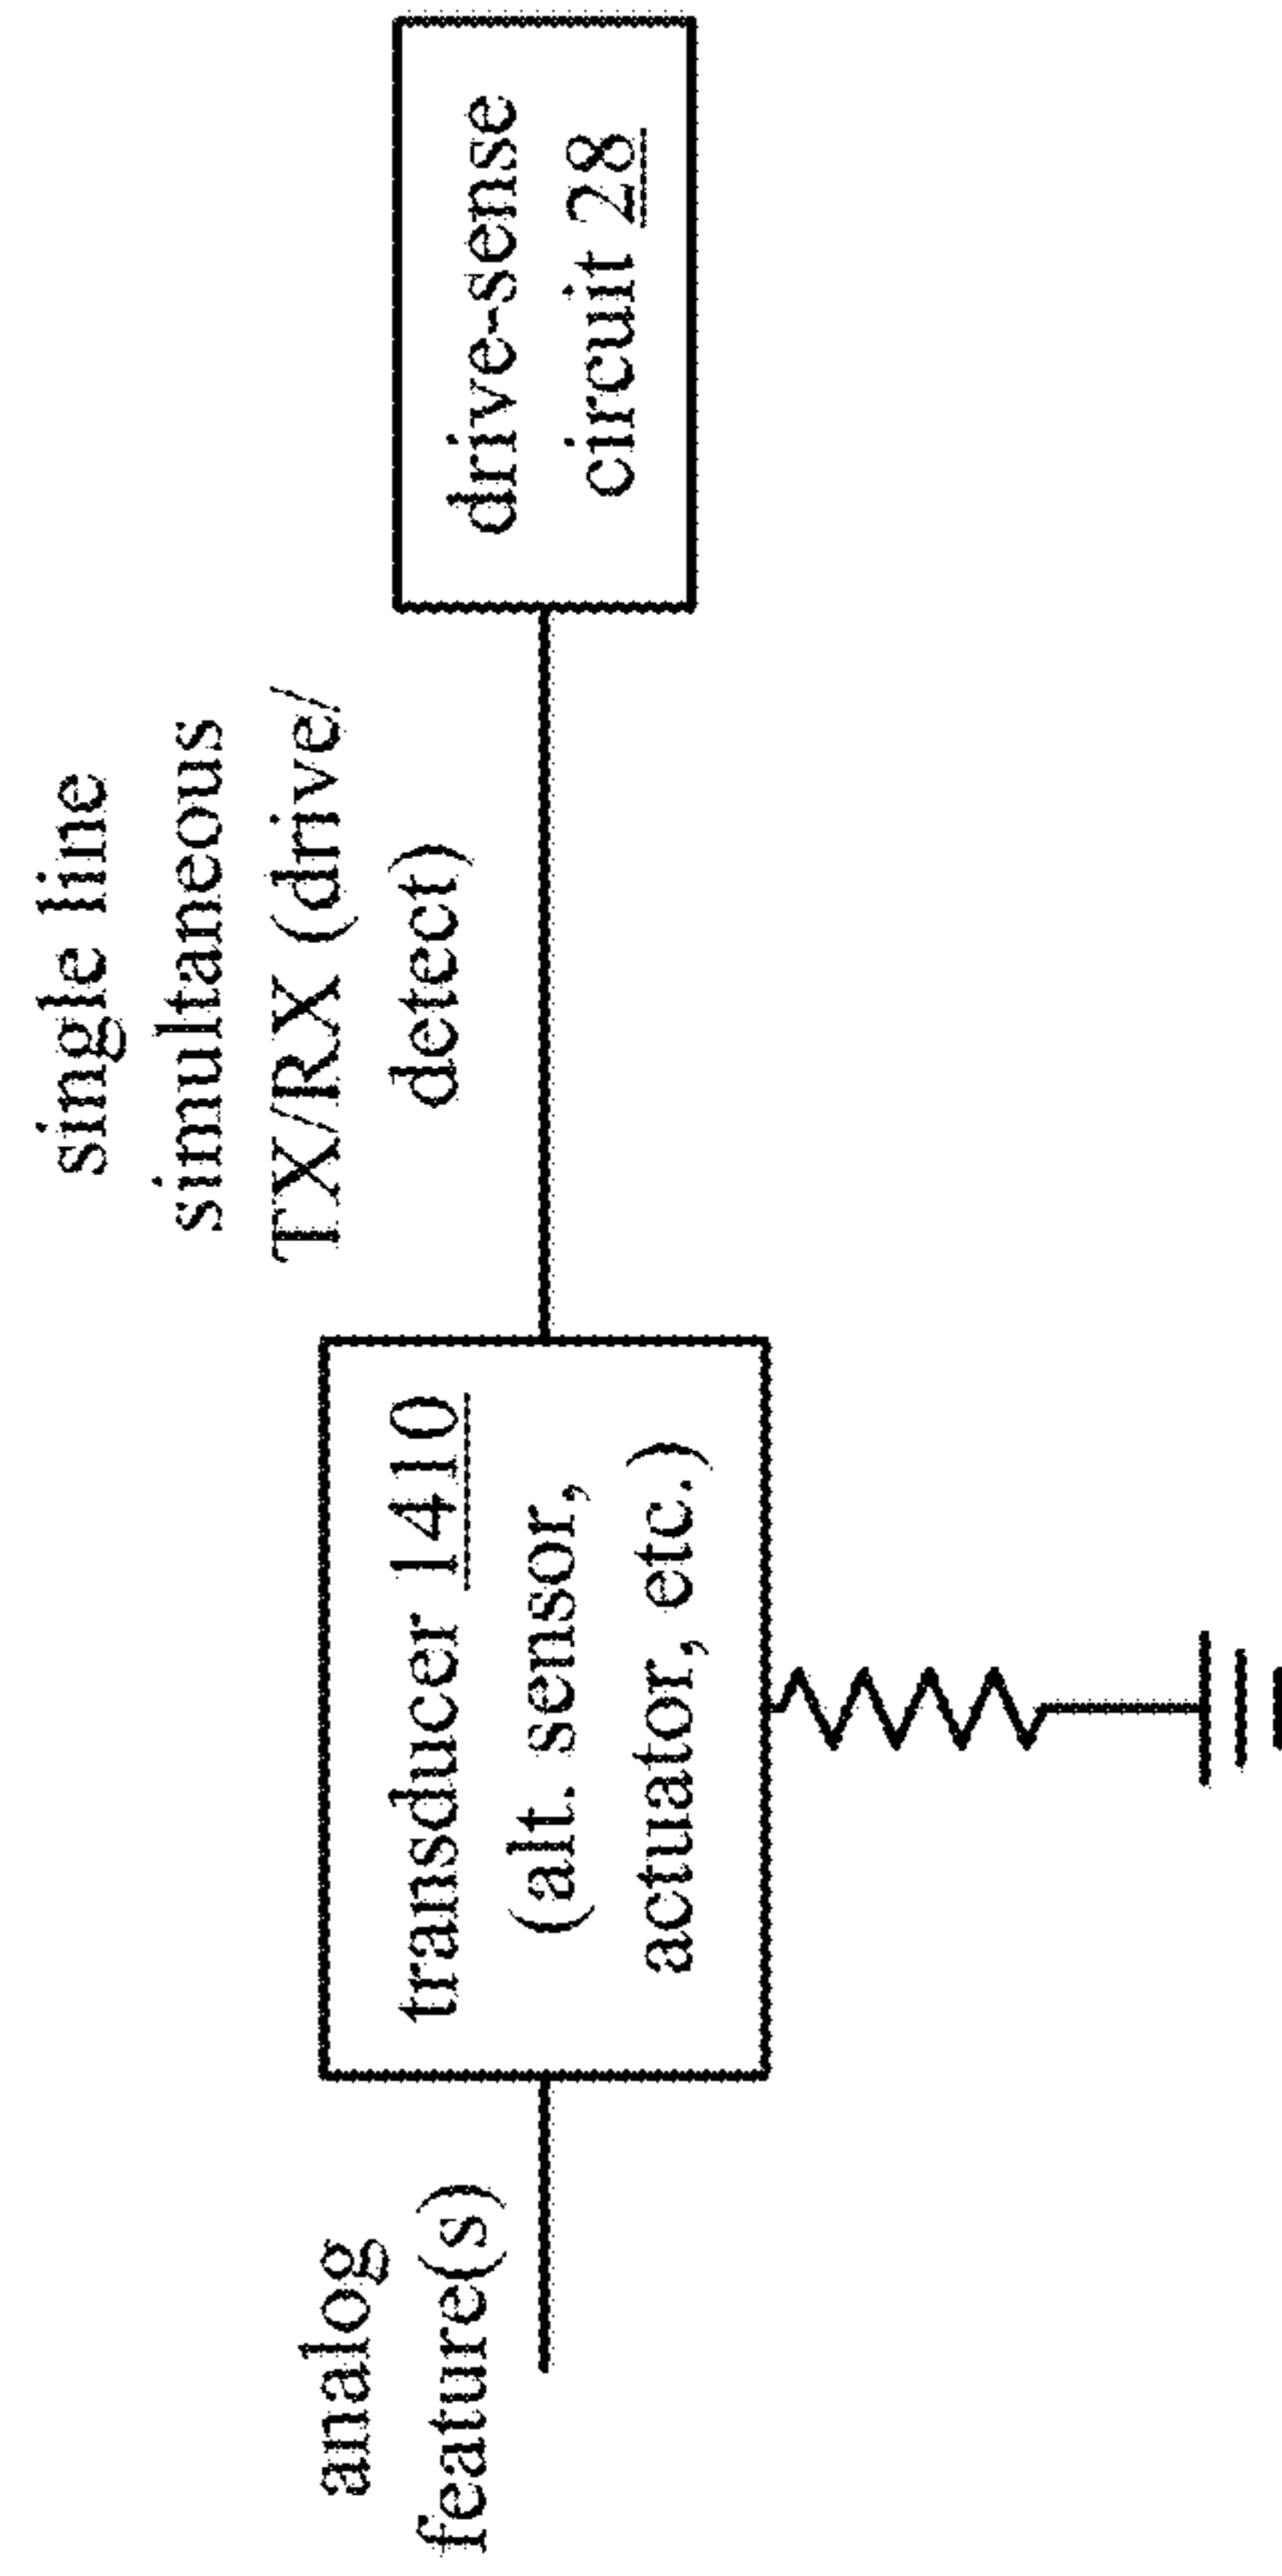 analog
feature(s)
transducer 1410
(alt. sensor,
actuator, etc.)
single line
simultaneous
TX/RX (drive/
detect)
drive-sense
circuit 28